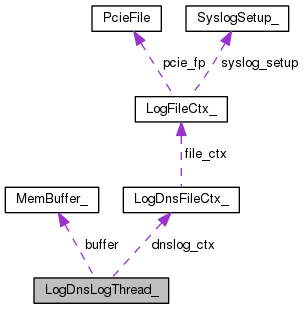 PcieFile
SyslogSetup_
pcie_fp
syslog_setup
LogFileCtx_
file_ctx
MemBuffer_
LogDnsFileCtx_
buffer
dnslog_ctx
LogDnsLogThread_